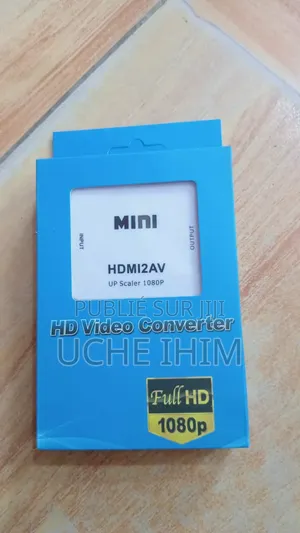 MINI
INPUT
OUTPUT
HDMI2AV
UP Scaler 1080P
PUBLIÉ SUR JIJI
HD Video Converter
UCHE IHIM
Full HD
1080p